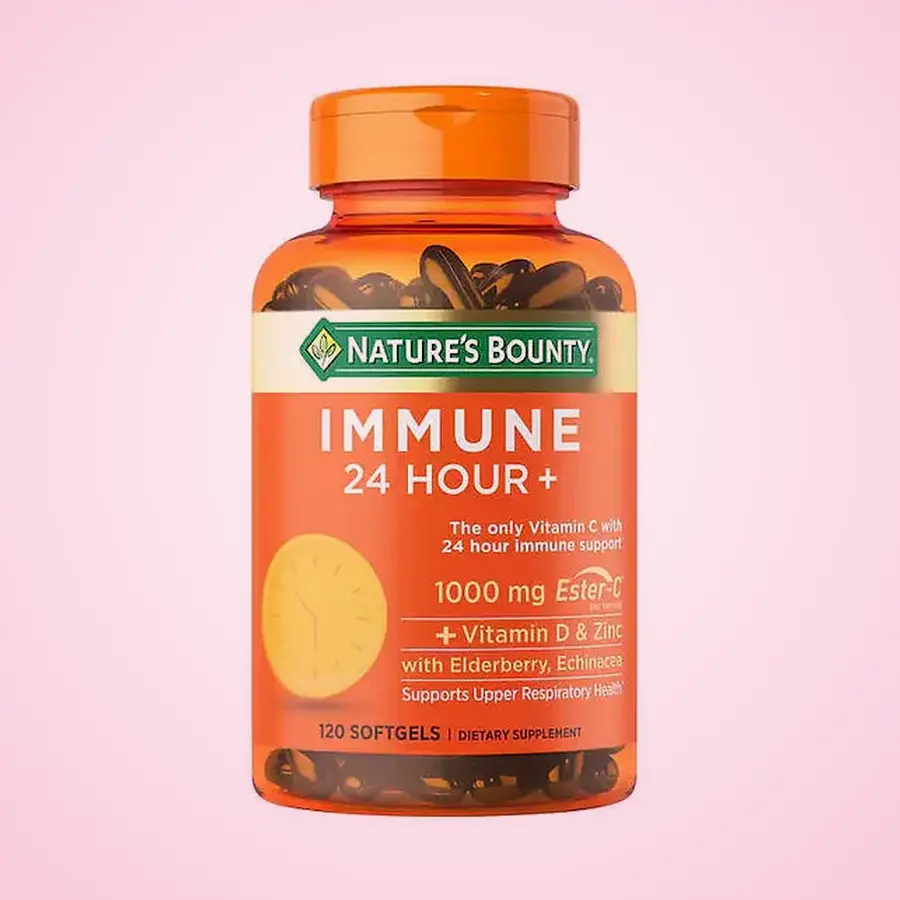 NATURE'S BOUNTY®
IMMUNE
24 HOUR+
The only Vitamin C with
24 hour immune support
1000 mg Ester-C
+ Vitamin D & Zinc
with Elderberry, Echinacea
Supports Upper Respiratory Health
120 SOFTGELS | DIETARY SUPPLEMENT